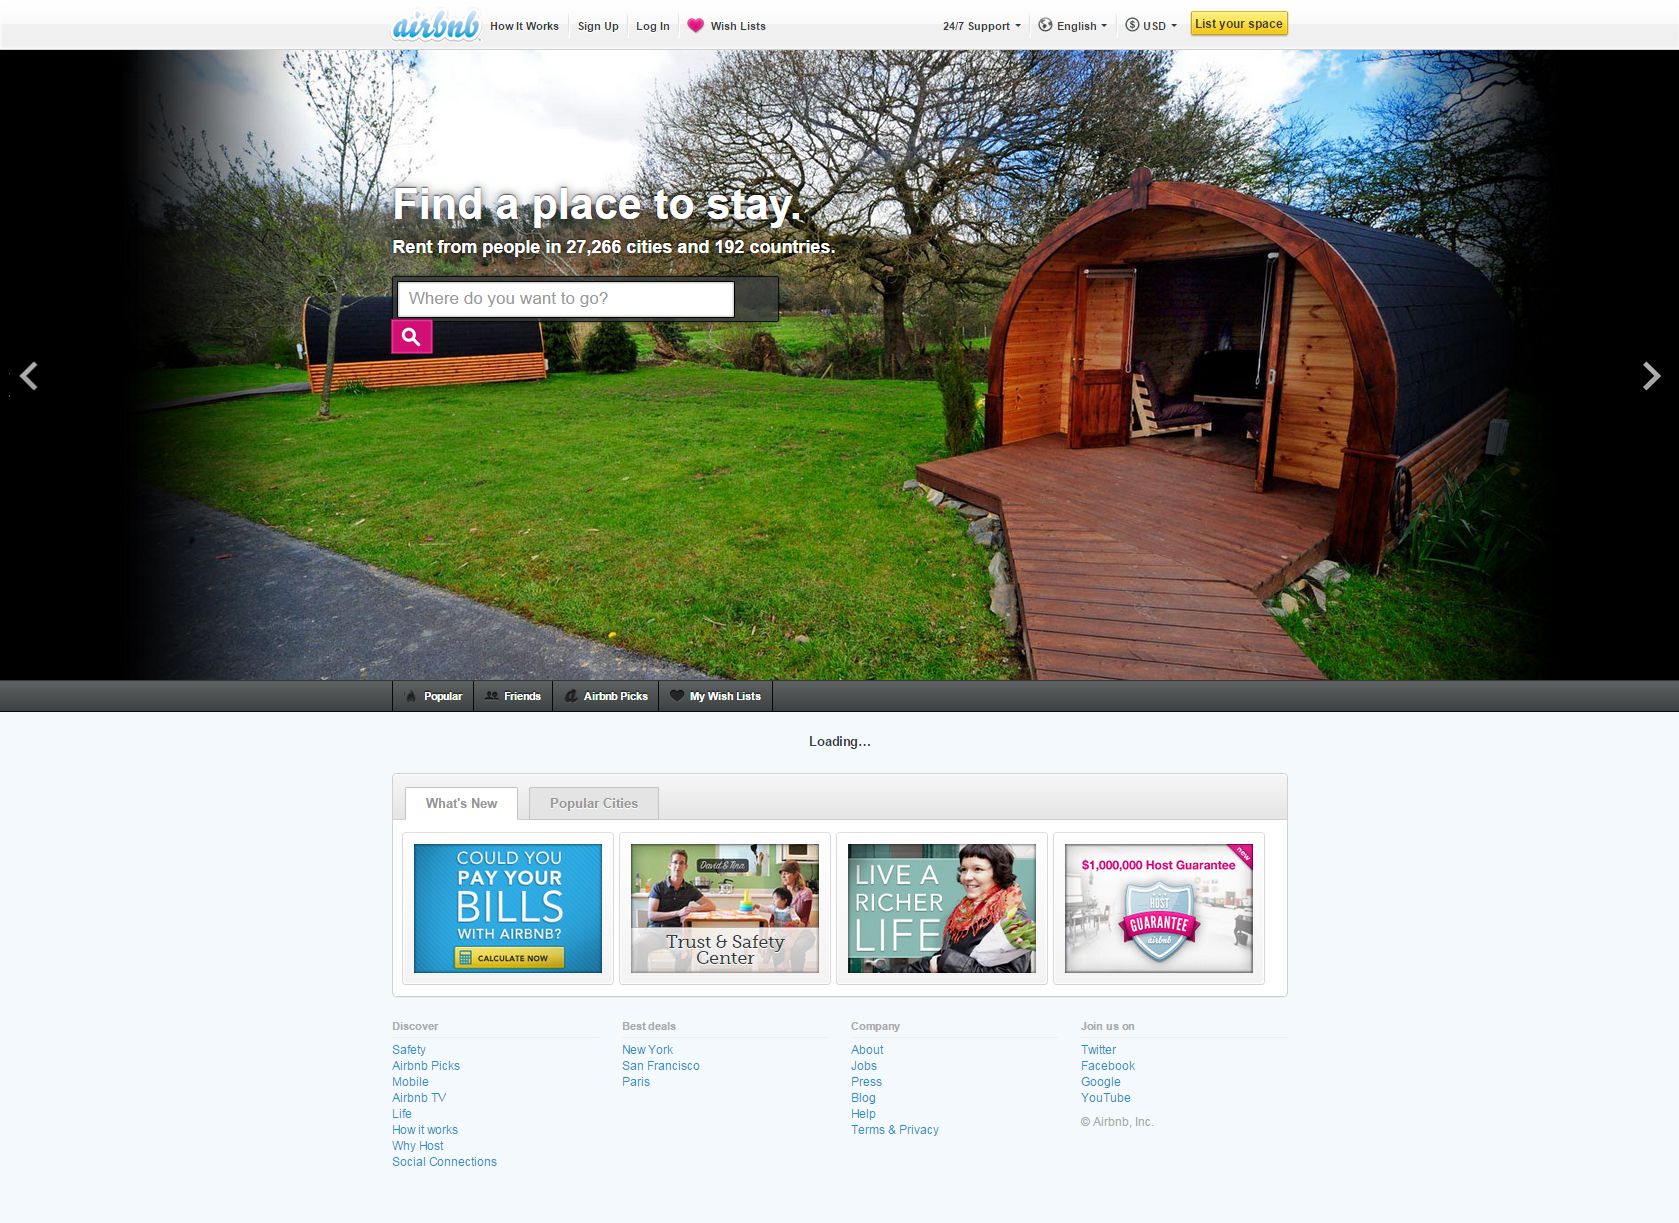 airbnb
How It Works
Sign Up
Log In
Wish Lists
24/7 Support
English
$ USD
List your space
Find a place to stay.
Rent from people in 27,266 cities and 192 countries.
Where do you want to go?
Popular
Friends
Airbnb Picks
My Wish Lists
Loading...
What's New
Popular Cities
COULD YOU
PAY YOUR
BILLS
WITH AIRBNB?
CALCULATE NOW
David & Tina
Trust & Safety
Center
LIVE A
RICHER
LIFE
new
$1,000,000 Host Guarantee
HOST
GUARANTEE
airbnb
Discover
Safety
Airbnb Picks
Mobile
Airbnb TV
Life
How it works
Why Host
Social Connections
Best deals
New York
San Francisco
Paris
Company
About
Jobs
Press
Blog
Help
Terms & Privacy
Join us on
Twitter
Facebook
Google
YouTube
© Airbnb, Inc.